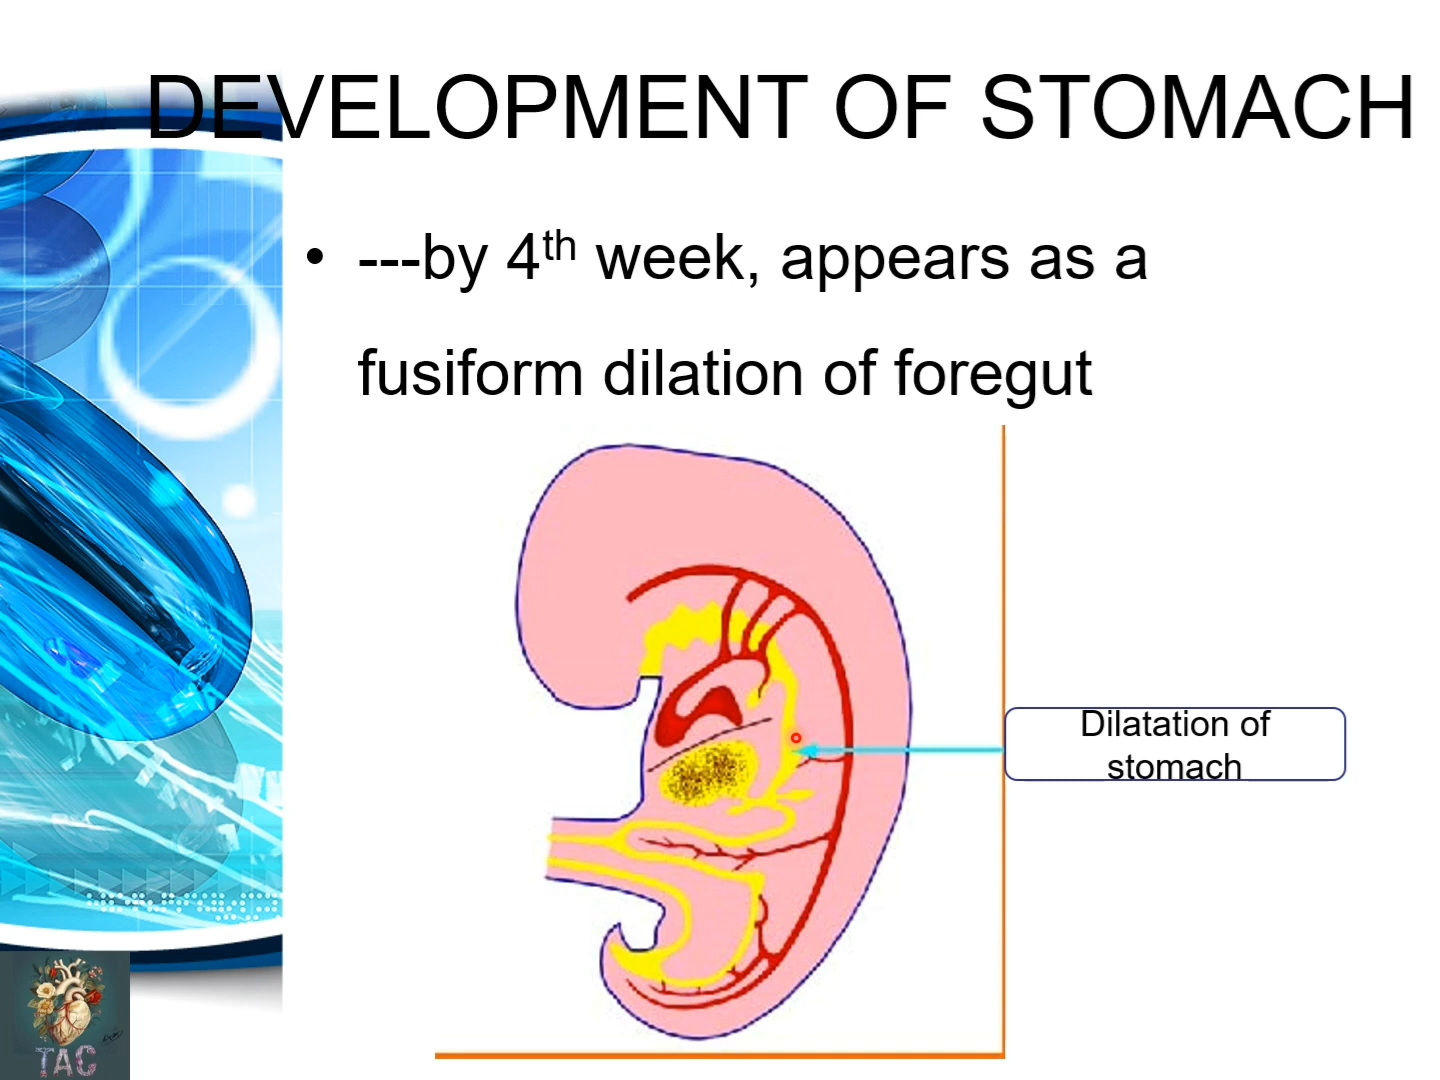 DEVELOPMENT OF STOMACH
• ---by 4th week, appears as a
fusiform dilation of foregut
Dilatation of
stomach
TAC